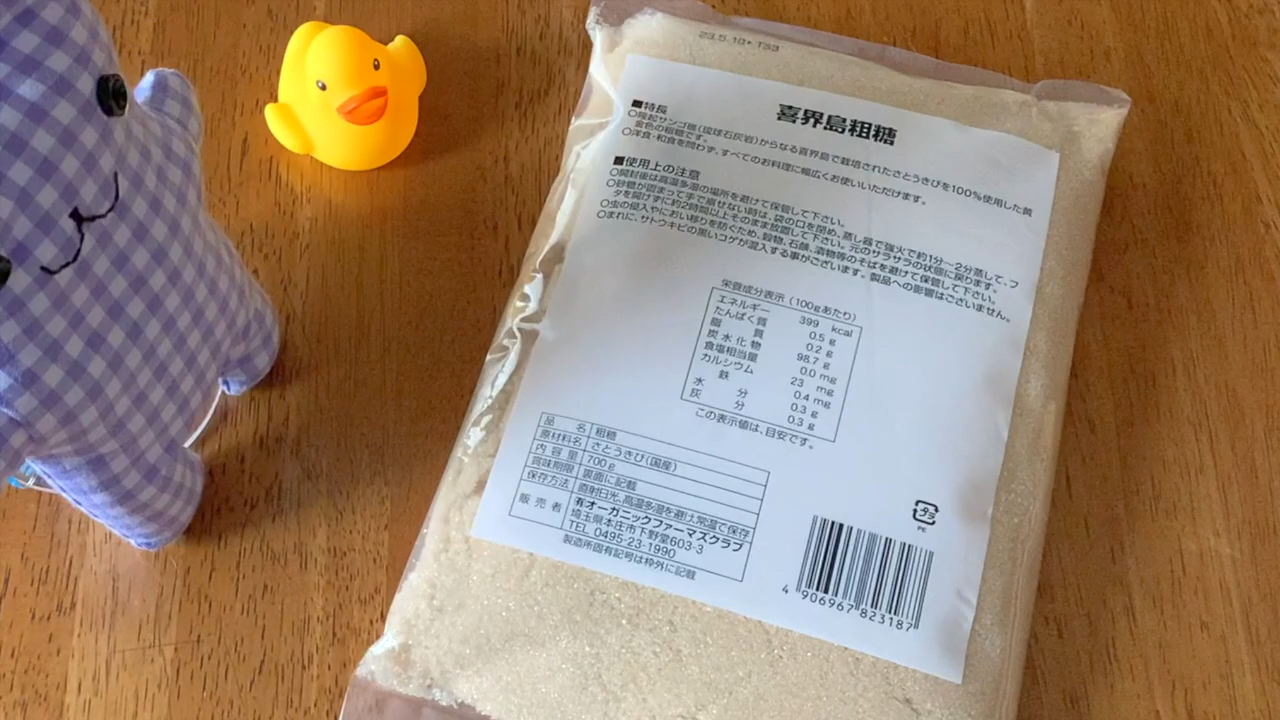 23.5.18+ T53
喜界島粗糖
■特長
○隆起サンゴ礁(琉球石灰岩)からなる喜界島で栽培されたさとうきびを100%使用した黄
金色の粗糖です。
○洋食・和食を問わず、すべてのお料理に幅広くお使いいただけます。
■使用上の注意
○開封後は高温多湿の場所を避けて保管して下さい。
○砂糖が固まって手で崩せない時は、袋の口を閉め、蒸し器で強火で約1分〜2分蒸して、フ
タを開けずに約2時間以上そのまま放置して下さい。元のサラサラの状態に戻ります。
○虫の侵入やにおい移りを防ぐため、穀物、石鹸、漬物等のそばを避けて保管して下さい。
○まれに、サトウキビの黒いコゲが混入する事がございます。製品への影響はございません。
栄養成分表示(100gあたり)
エネルギー 399 kcal
たんぱく質 0.5 g
脂質 0.2 g
炭水化物 98.7 g
食塩相当量 0.0 mg
カルシウム 23 mg
鉄 0.4 mg
水分 0.3 g
灰分 0.3 g
この表示値は、目安です。
品名 粗糖
原材料名 さとうきび(国産)
内容量 700g
賞味期限 裏面に記載
保存方法 直射日光、高温多湿を避け、常温で保存
販売者 (有)オーガニックファーマズクラブ
埼玉県本庄市下野堂603-3
TEL 0495-23-1990
製造所固有記号は枠外に記載
プラ
PE
4 906967 823187